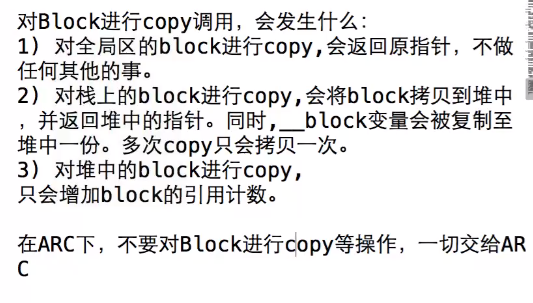 对Block进行copy调用，会发生什么：
1) 对全局区的block进行copy,会返回原指针，不做
任何其他的事。
2) 对栈上的block进行copy,会将block拷贝到堆中
，并返回堆中的指针。同时,__block变量会被复制至
堆中一份。多次copy只会拷贝一次。
3) 对堆中的block进行copy,
只会增加block的引用计数。
在ARC下，不要对Block进行copy等操作，一切交给AR
C